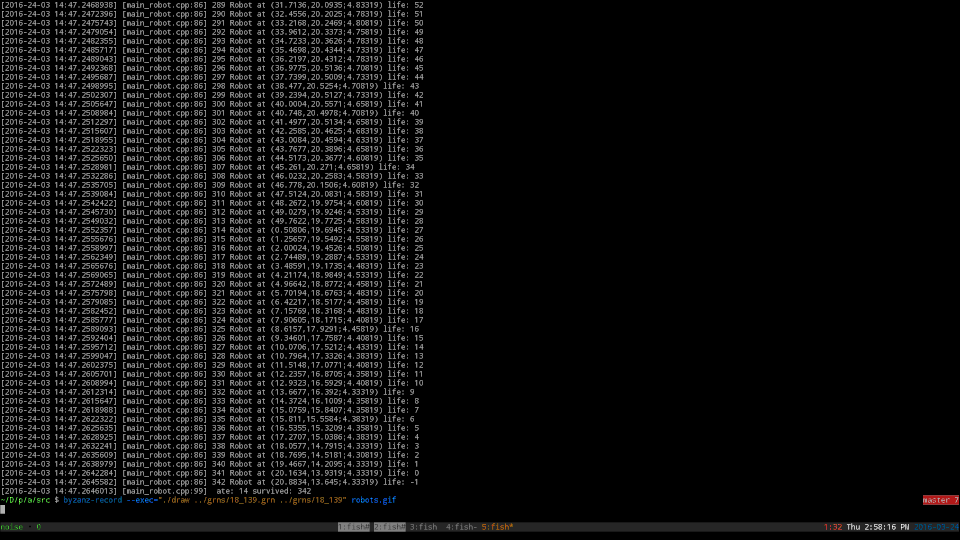 [2016-24-03 14:47.2468938] [main_robot.cpp:86] 289 Robot at (31.7136,20.0935;4.83319) life: 52
[2016-24-03 14:47.2472396] [main_robot.cpp:86] 290 Robot at (32.4556,20.2025;4.78319) life: 51
[2016-24-03 14:47.2475743] [main_robot.cpp:86] 291 Robot at (33.2168,20.2469;4.80819) life: 50
[2016-24-03 14:47.2479054] [main_robot.cpp:86] 292 Robot at (33.9612,20.3373;4.75819) life: 49
[2016-24-03 14:47.2482355] [main_robot.cpp:86] 293 Robot at (34.7233,20.3626;4.78319) life: 48
[2016-24-03 14:47.2485717] [main_robot.cpp:86] 294 Robot at (35.4698,20.4344;4.73319) life: 47
[2016-24-03 14:47.2489043] [main_robot.cpp:86] 295 Robot at (36.2197,20.4312;4.78319) life: 46
[2016-24-03 14:47.2492368] [main_robot.cpp:86] 296 Robot at (36.9775,20.5136;4.70819) life: 45
[2016-24-03 14:47.2495687] [main_robot.cpp:86] 297 Robot at (37.7399,20.5009;4.73319) life: 44
[2016-24-03 14:47.2498995] [main_robot.cpp:86] 298 Robot at (38.477,20.5254;4.70819) life: 43
[2016-24-03 14:47.2502307] [main_robot.cpp:86] 299 Robot at (39.2394,20.5127;4.73319) life: 42
[2016-24-03 14:47.2505647] [main_robot.cpp:86] 300 Robot at (40.0004,20.5571;4.65819) life: 41
[2016-24-03 14:47.2508984] [main_robot.cpp:86] 301 Robot at (40.748,20.4978;4.70819) life: 40
[2016-24-03 14:47.2512297] [main_robot.cpp:86] 302 Robot at (41.4977,20.5134;4.65819) life: 39
[2016-24-03 14:47.2515607] [main_robot.cpp:86] 303 Robot at (42.2585,20.4625;4.68319) life: 38
[2016-24-03 14:47.2518955] [main_robot.cpp:86] 304 Robot at (43.0084,20.4594;4.63319) life: 37
[2016-24-03 14:47.2522323] [main_robot.cpp:86] 305 Robot at (43.7677,20.3896;4.65819) life: 36
[2016-24-03 14:47.2525650] [main_robot.cpp:86] 306 Robot at (44.5173,20.3677;4.60819) life: 35
[2016-24-03 14:47.2528981] [main_robot.cpp:86] 307 Robot at (45.261,20.271;4.65819) life: 34
[2016-24-03 14:47.2532286] [main_robot.cpp:86] 308 Robot at (46.0232,20.2583;4.58319) life: 33
[2016-24-03 14:47.2535705] [main_robot.cpp:86] 309 Robot at (46.778,20.1506;4.60819) life: 32
[2016-24-03 14:47.2539084] [main_robot.cpp:86] 310 Robot at (47.5124,20.0831;4.58319) life: 31
[2016-24-03 14:47.2542422] [main_robot.cpp:86] 311 Robot at (48.2672,19.9754;4.60819) life: 30
[2016-24-03 14:47.2545730] [main_robot.cpp:86] 312 Robot at (49.0279,19.9246;4.53319) life: 29
[2016-24-03 14:47.2549032] [main_robot.cpp:86] 313 Robot at (49.7622,19.7725;4.58319) life: 28
[2016-24-03 14:47.2552357] [main_robot.cpp:86] 314 Robot at (0.50806,19.6945;4.53319) life: 27
[2016-24-03 14:47.2555676] [main_robot.cpp:86] 315 Robot at (1.25657,19.5492;4.55819) life: 26
[2016-24-03 14:47.2558997] [main_robot.cpp:86] 316 Robot at (2.00024,19.4526;4.50819) life: 25
[2016-24-03 14:47.2562349] [main_robot.cpp:86] 317 Robot at (2.74489,19.2887;4.53319) life: 24
[2016-24-03 14:47.2565676] [main_robot.cpp:86] 318 Robot at (3.48591,19.1735;4.48319) life: 23
[2016-24-03 14:47.2569065] [main_robot.cpp:86] 319 Robot at (4.21174,18.9849;4.53319) life: 22
[2016-24-03 14:47.2572489] [main_robot.cpp:86] 320 Robot at (4.96642,18.8772;4.45819) life: 21
[2016-24-03 14:47.2575798] [main_robot.cpp:86] 321 Robot at (5.70194,18.6763;4.48319) life: 20
[2016-24-03 14:47.2579085] [main_robot.cpp:86] 322 Robot at (6.42217,18.5177;4.45819) life: 19
[2016-24-03 14:47.2582452] [main_robot.cpp:86] 323 Robot at (7.15769,18.3168;4.48319) life: 18
[2016-24-03 14:47.2585777] [main_robot.cpp:86] 324 Robot at (7.90605,18.1715;4.40819) life: 17
[2016-24-03 14:47.2589093] [main_robot.cpp:86] 325 Robot at (8.6157,17.9291;4.45819) life: 16
[2016-24-03 14:47.2592404] [main_robot.cpp:86] 326 Robot at (9.34601,17.7587;4.40819) life: 15
[2016-24-03 14:47.2595712] [main_robot.cpp:86] 327 Robot at (10.0706,17.5212;4.43319) life: 14
[2016-24-03 14:47.2599047] [main_robot.cpp:86] 328 Robot at (10.7964,17.3326;4.38319) life: 13
[2016-24-03 14:47.2602375] [main_robot.cpp:86] 329 Robot at (11.5148,17.0771;4.40819) life: 12
[2016-24-03 14:47.2605701] [main_robot.cpp:86] 330 Robot at (12.2357,16.8705;4.35819) life: 11
[2016-24-03 14:47.2608994] [main_robot.cpp:86] 331 Robot at (12.9323,16.5929;4.40819) life: 10
[2016-24-03 14:47.2612314] [main_robot.cpp:86] 332 Robot at (13.6677,16.392;4.33319) life: 9
[2016-24-03 14:47.2615647] [main_robot.cpp:86] 333 Robot at (14.3724,16.1009;4.35819) life: 8
[2016-24-03 14:47.2618988] [main_robot.cpp:86] 334 Robot at (15.0759,15.8407;4.38319) life: 7
[2016-24-03 14:47.2622322] [main_robot.cpp:86] 335 Robot at (15.811,15.5584;4.38319) life: 6
[2016-24-03 14:47.2625635] [main_robot.cpp:86] 336 Robot at (16.5355,15.3209;4.35819) life: 5
[2016-24-03 14:47.2628925] [main_robot.cpp:86] 337 Robot at (17.2707,15.0386;4.38319) life: 4
[2016-24-03 14:47.2632241] [main_robot.cpp:86] 338 Robot at (18.0577,14.7915;4.33319) life: 3
[2016-24-03 14:47.2635609] [main_robot.cpp:86] 339 Robot at (18.7695,14.5181;4.30819) life: 2
[2016-24-03 14:47.2638979] [main_robot.cpp:86] 340 Robot at (19.4667,14.2095;4.33319) life: 1
[2016-24-03 14:47.2642284] [main_robot.cpp:86] 341 Robot at (20.1634,13.9319;4.33319) life: 0
[2016-24-03 14:47.2645582] [main_robot.cpp:86] 342 Robot at (20.8834,13.645;4.33319) life: -1
[2016-24-03 14:47.2646013] [main_robot.cpp:99]  ate: 14 survived: 342
~/D/p/a/src $ byzanz-record --exec="./draw ../grns/18_139.grn ../grns/18_139" robots.gif master 7
noise - 0 1:fish# 2:fish# 3:fish 4:fish- 5:fish* 1:32 Thu 2:58:16 PM 2016-03-24